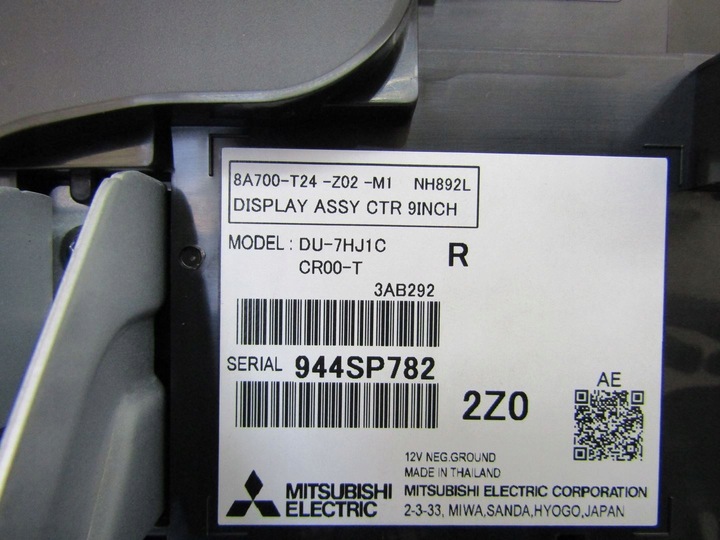 8A700-T24 -Z02 -M1 NH892L
DISPLAY ASSY CTR 9INCH
MODEL : DU-7HJ1C R
CR00-T
3AB292
SERIAL 944SP782
2Z0
AE
12V NEG.GROUND
MADE IN THAILAND
MITSUBISHI ELECTRIC
MITSUBISHI ELECTRIC CORPORATION
2-3-33, MIWA,SANDA,HYOGO,JAPAN